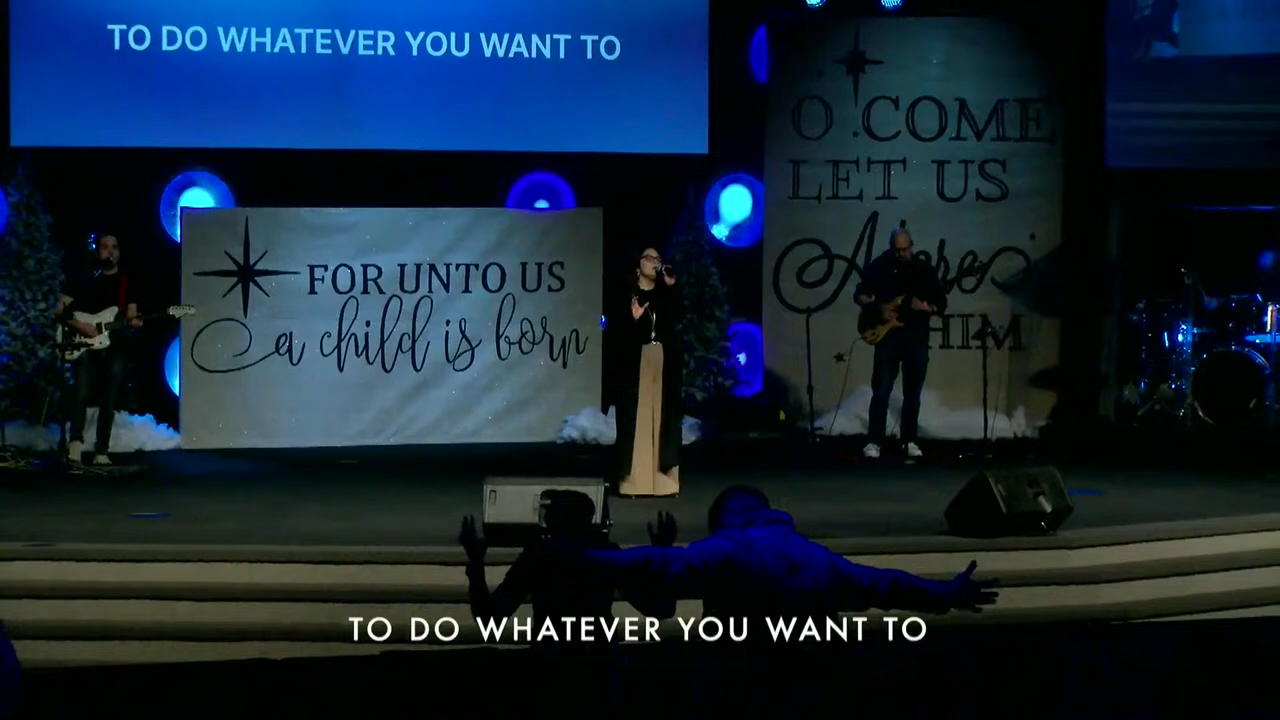 TO DO WHATEVER YOU WANT TO
O COME
LET US
Adore
HIM
FOR UNTO US
a child is born
TO DO WHATEVER YOU WANT TO